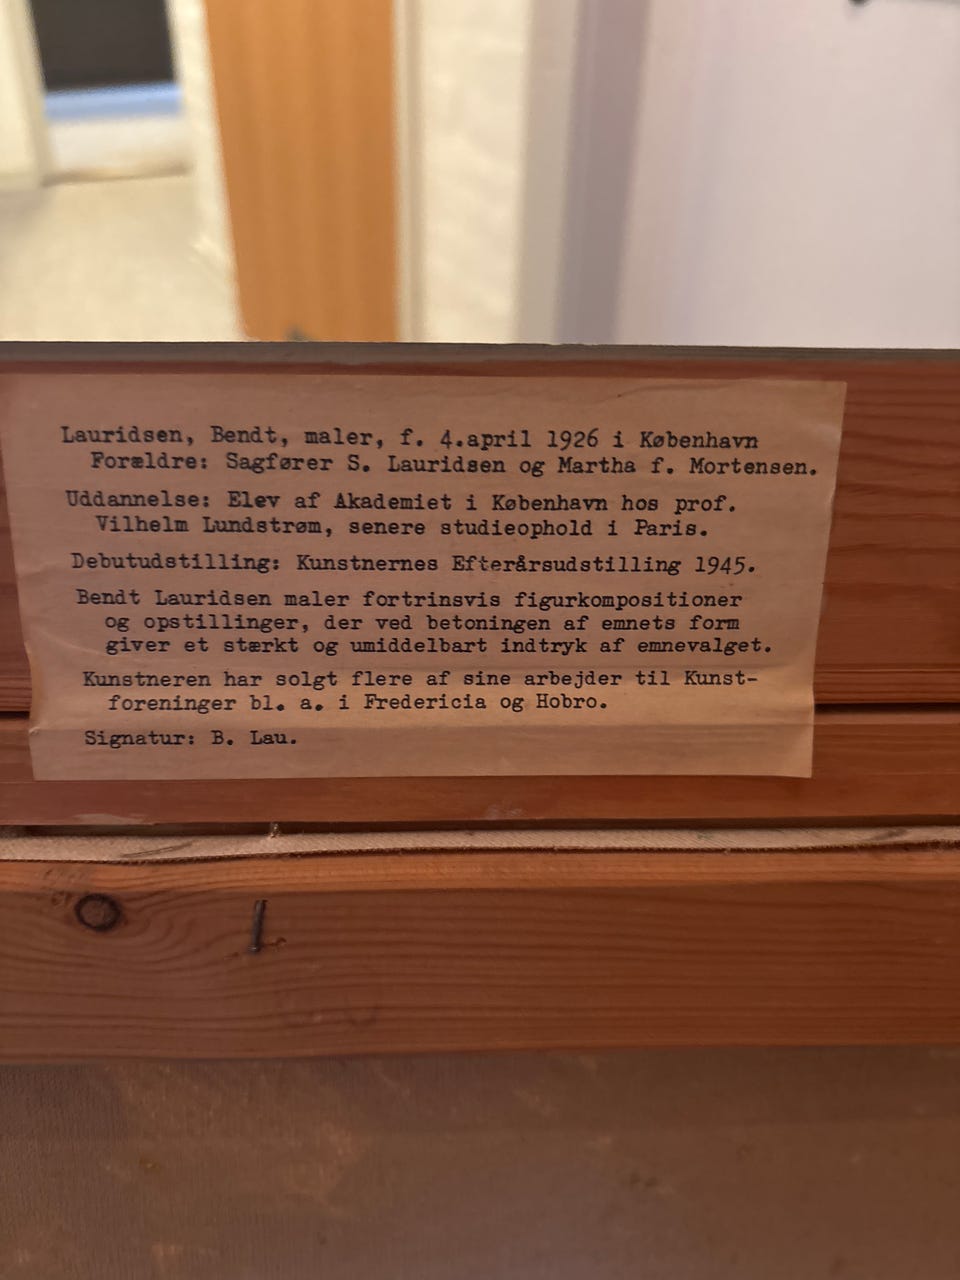 Lauridsen, Bendt, maler, f. 4.april 1926 i København
Forældre: Sagfører S. Lauridsen og Martha f. Mortensen.
Uddannelse: Elev af Akademiet i København hos prof.
Vilhelm Lundstrøm, senere studieophold i Paris.
Debutudstilling: Kunstnernes Efterårsudstilling 1945.
Bendt Lauridsen maler fortrinsvis figurkompositioner
og opstillinger, der ved betoningen af emnets form
giver et stærkt og umiddelbart indtryk af emnevalget.
Kunstneren har solgt flere af sine arbejder til Kunst-
foreninger bl. a. i Fredericia og Hobro.
Signatur: B. Lau.